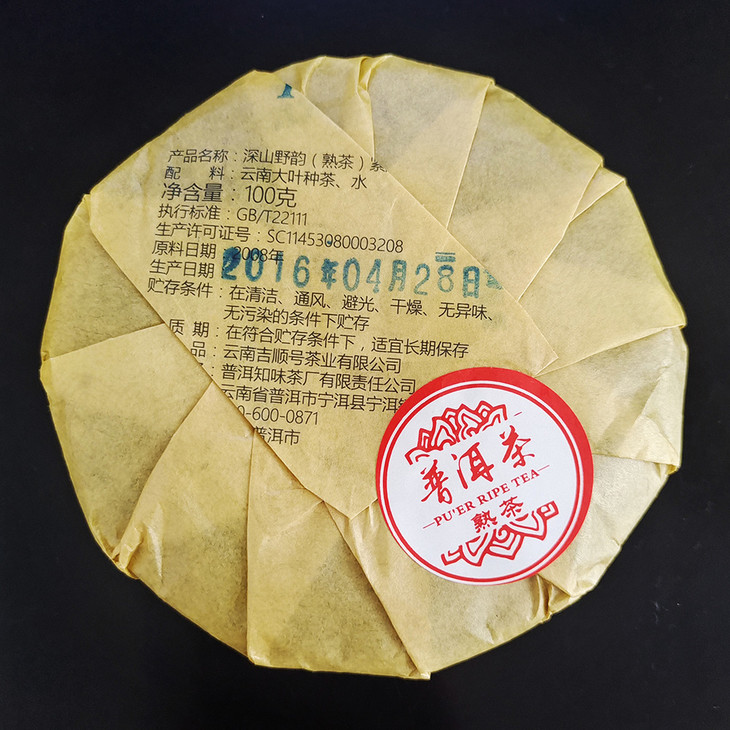 产品名称：深山野韵（熟茶）紧
配　　料：云南大叶种茶、水
净含量：100克
执行标准：GB/T22111
生产许可证号：SC11453080003208
原料日期 2008年
生产日期 2016年04月28日
贮存条件：在清洁、通风、避光、干燥、无异味、
无污染的条件下贮存
质 期：在符合贮存条件下，适宜长期保存
品：云南吉顺号茶业有限公司
：普洱知味茶厂有限责任公司
云南省普洱市宁洱县宁洱
0-600-0871
普洱市
普洱茶
PU'ER RIPE TEA
熟茶